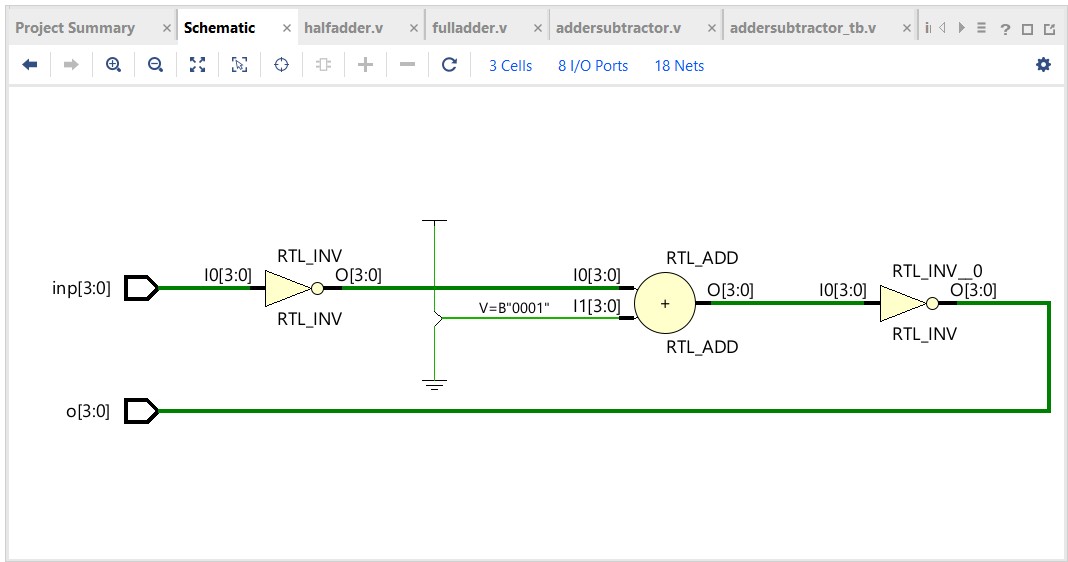 Project Summary × Schematic × halfadder.v × fulladder.v × addersubtractor.v × addersubtractor_tb.v ×
3 Cells 8 I/O Ports 18 Nets
RTL_INV
inp[3:0] I0[3:0] O[3:0]
RTL_INV
V=B"0001"
RTL_ADD
I0[3:0]
I1[3:0] + O[3:0]
RTL_ADD
RTL_INV__0
I0[3:0] O[3:0]
RTL_INV
o[3:0]